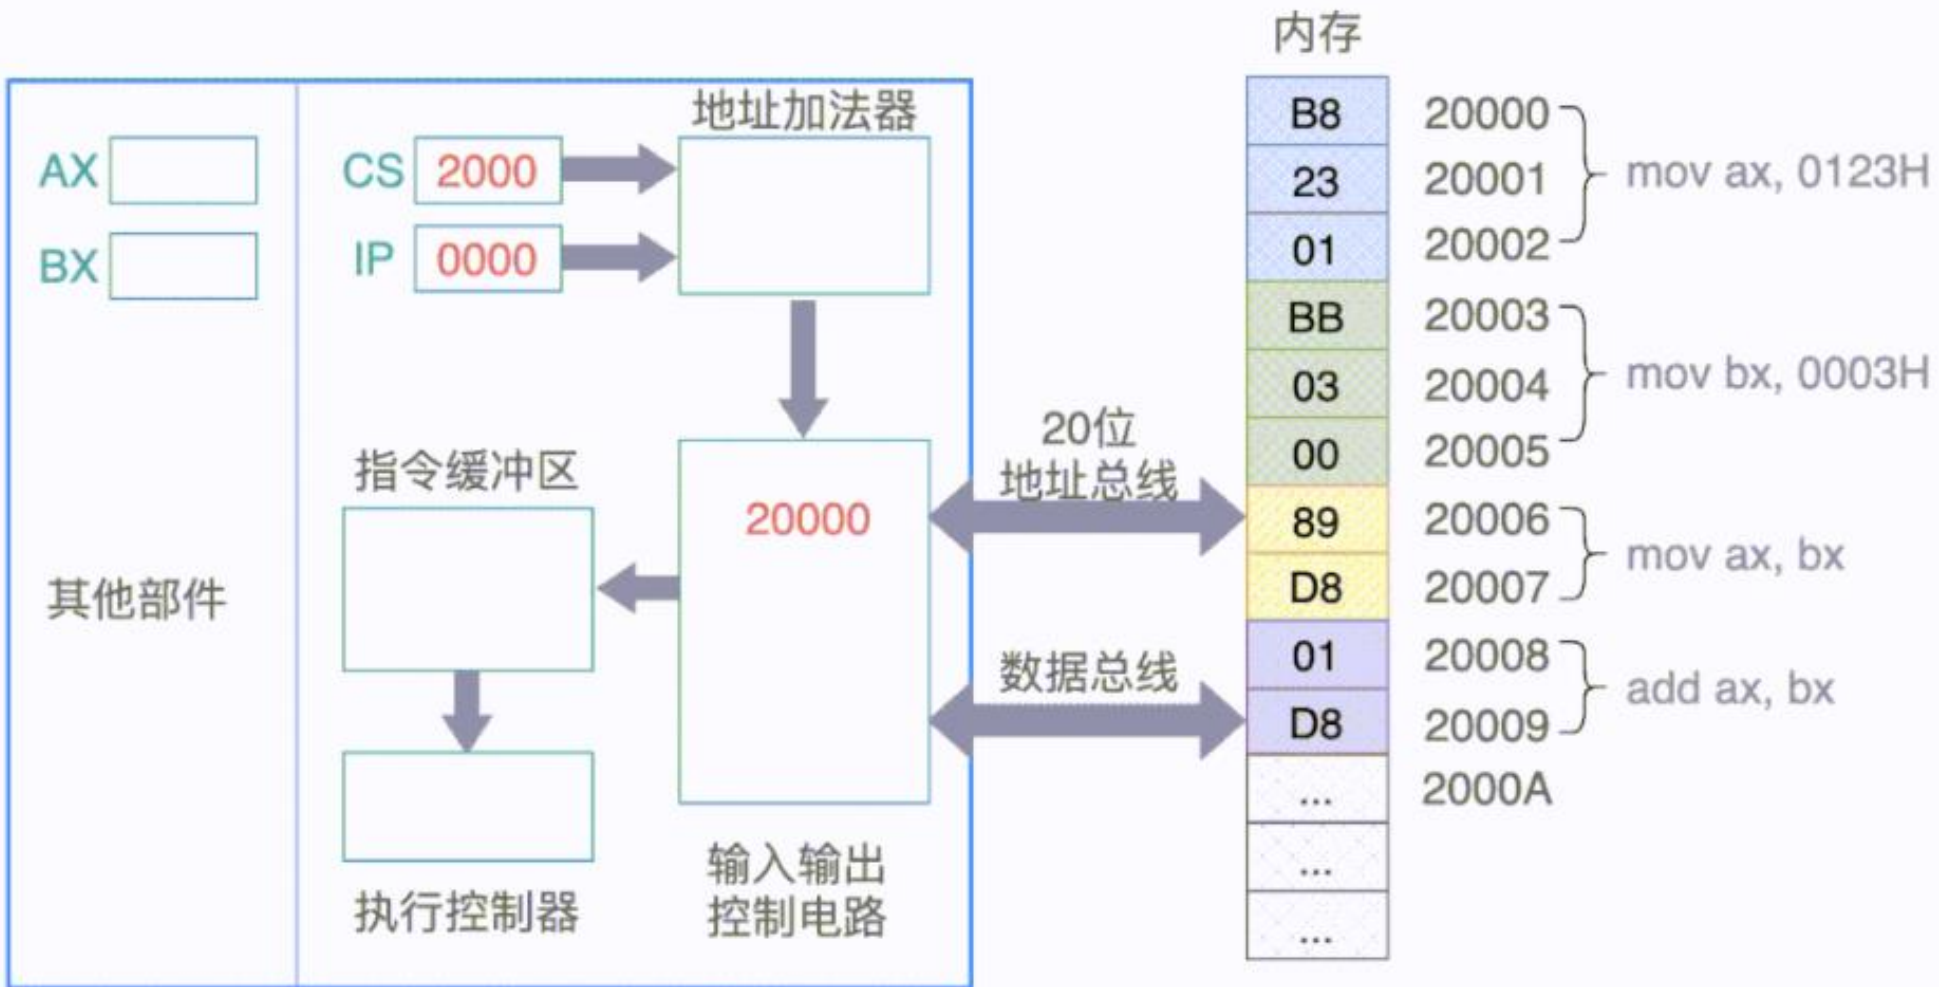 内存
地址加法器
AX
CS 2000
BX
IP 0000
指令缓冲区
20000
其他部件
执行控制器
输入输出
控制电路
20位
地址总线
数据总线
B8 20000
23 20001 mov ax, 0123H
01 20002
BB 20003
03 20004 mov bx, 0003H
00 20005
89 20006
mov ax, bx
D8 20007
01 20008
add ax, bx
D8 20009
... 2000A
...
...